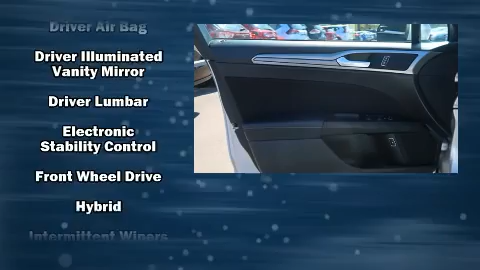 Driver Air Bag
Driver Illuminated
Vanity Mirror
Driver Lumbar
Electronic
Stability Control
Front Wheel Drive
Hybrid
Intermittent Wipers